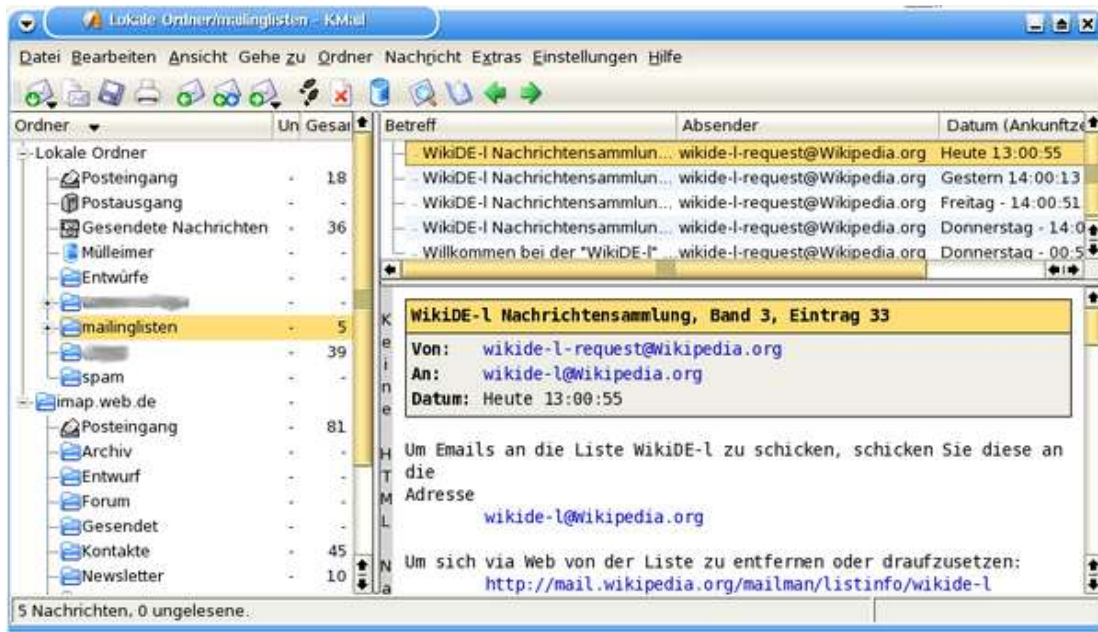 Lokale Ordner/mailinglisten - KMail
Datei Bearbeiten Ansicht Gehe zu Ordner Nachricht Extras Einstellungen Hilfe
Ordner Un Gesar
Lokale Ordner
Posteingang - 18
Postausgang - -
Gesendete Nachrichten - 36
Mülleimer - -
Entwürfe - -
- -
mailinglisten - 5
- 39
spam - -
imap.web.de -
Posteingang - 81
Archiv - -
Entwurf - -
Forum - -
Gesendet - -
Kontakte - 45
Newsletter - 10
Betreff Absender Datum (Ankunftze
WikiDE-l Nachrichtensammlun... wikide-l-request@Wikipedia.org Heute 13:00:55
WikiDE-l Nachrichtensammlun... wikide-l-request@Wikipedia.org Gestern 14:00:13
WikiDE-l Nachrichtensammlun... wikide-l-request@Wikipedia.org Freitag - 14:00:51
WikiDE-l Nachrichtensammlun... wikide-l-request@Wikipedia.org Donnerstag - 14:0
Willkommen bei der "WikiDE-l" ... wikide-l-request@Wikipedia.org Donnerstag - 00:5
Keine HTML Na
WikiDE-l Nachrichtensammlung, Band 3, Eintrag 33
Von: wikide-l-request@Wikipedia.org
An: wikide-l@Wikipedia.org
Datum: Heute 13:00:55
Um Emails an die Liste WikiDE-l zu schicken, schicken Sie diese an
die
Adresse
wikide-l@Wikipedia.org
Um sich via Web von der Liste zu entfernen oder draufzusetzen:
http://mail.wikipedia.org/mailman/listinfo/wikide-l
5 Nachrichten, 0 ungelesene.